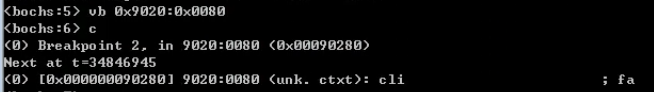 <bochs:5> vb 0x9020:0x0080
<bochs:6> c
(0) Breakpoint 2, in 9020:0080 (0x00090280)
Next at t=34846945
(0) [0x000000090280] 9020:0080 (unk. ctxt): cli ; fa